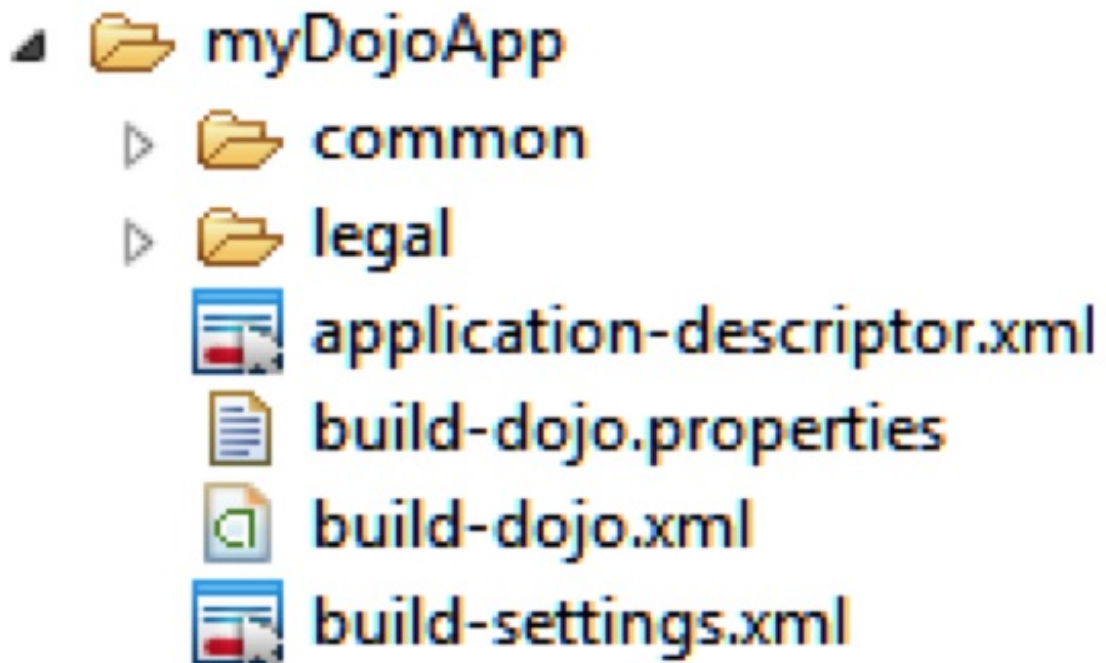 myDojoApp
common
legal
application-descriptor.xml
build-dojo.properties
build-dojo.xml
build-settings.xml